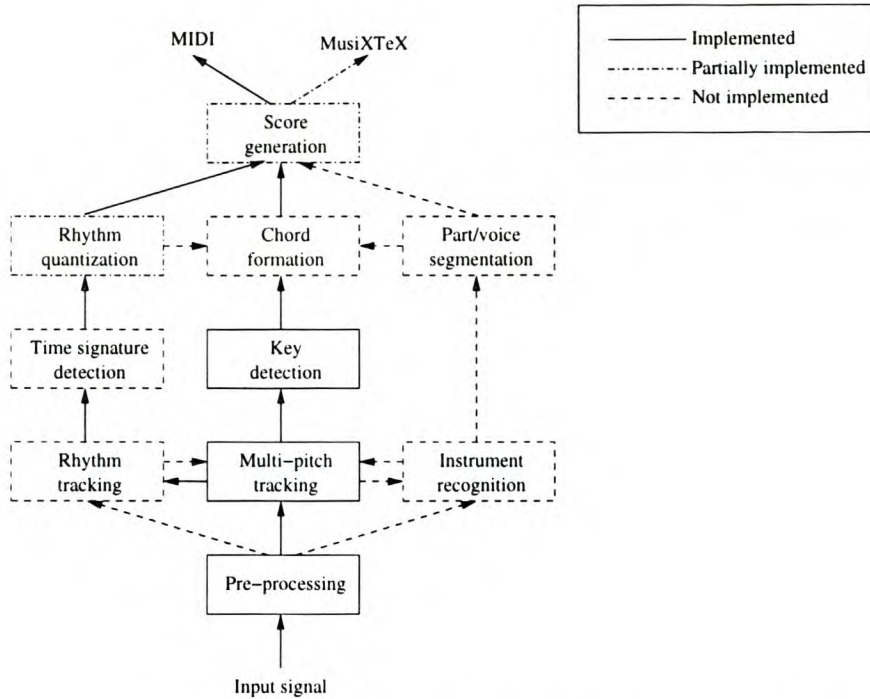 MIDI
MusiXTeX
Implemented
Partially implemented
Not implemented
Score
generation
Rhythm
quantization
Chord
formation
Part/voice
segmentation
Time signature
detection
Key
detection
Rhythm
tracking
Multi-pitch
tracking
Instrument
recognition
Pre-processing
Input signal